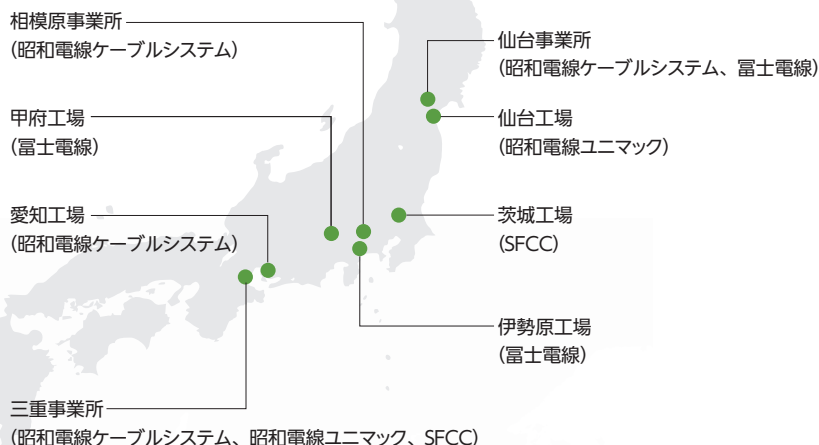 相模原事業所
(昭和電線ケーブルシステム)
甲府工場
(冨士電線)
愛知工場
(昭和電線ケーブルシステム)
三重事業所
(昭和電線ケーブルシステム、昭和電線ユニマック、SFCC)
仙台事業所
(昭和電線ケーブルシステム、冨士電線)
仙台工場
(昭和電線ユニマック)
茨城工場
(SFCC)
伊勢原工場
(冨士電線)